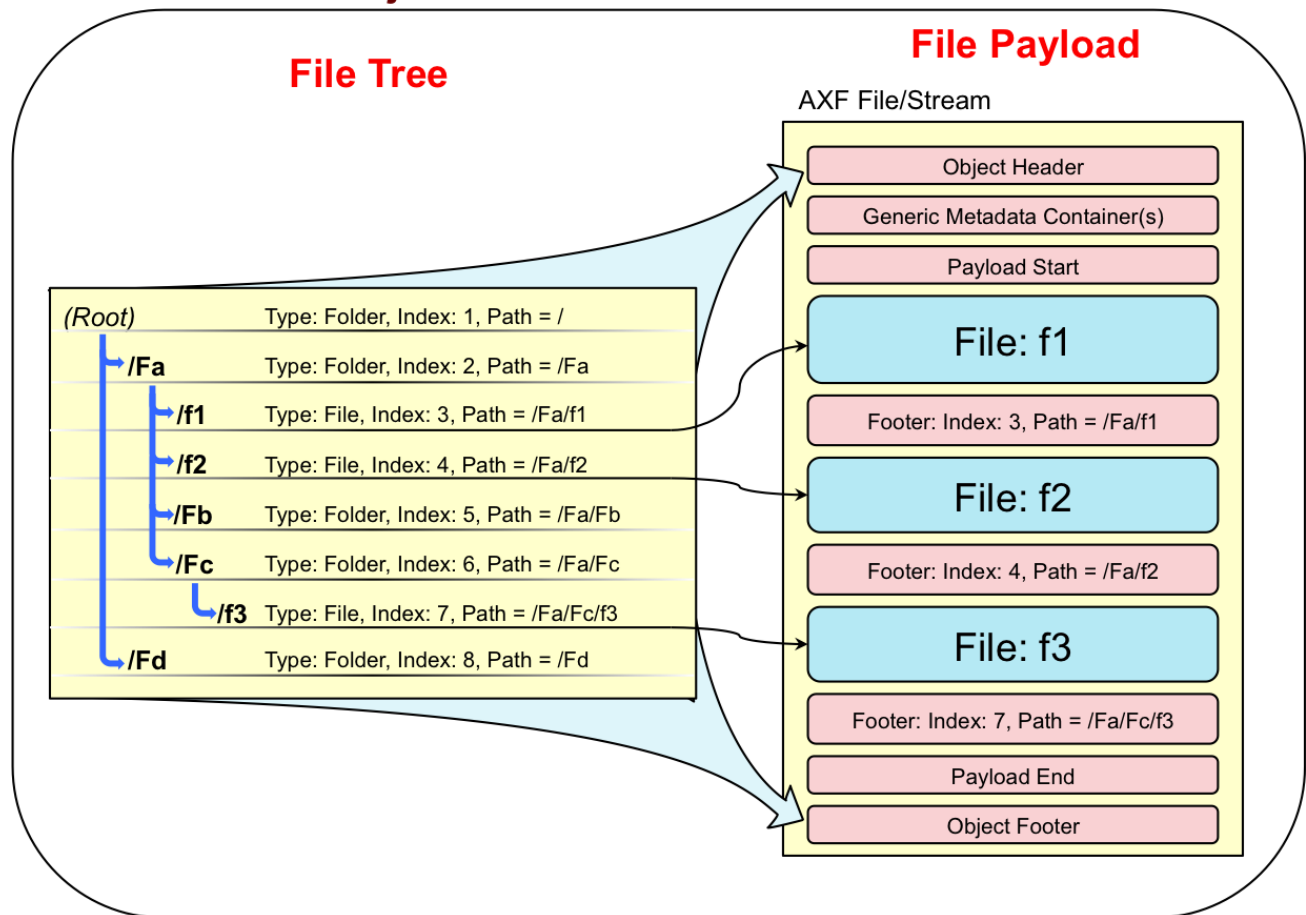 File Tree
File Payload
AXF File/Stream
(Root) Type: Folder, Index: 1, Path = /
/Fa Type: Folder, Index: 2, Path = /Fa
/f1 Type: File, Index: 3, Path = /Fa/f1
/f2 Type: File, Index: 4, Path = /Fa/f2
/Fb Type: Folder, Index: 5, Path = /Fa/Fb
/Fc Type: Folder, Index: 6, Path = /Fa/Fc
/f3 Type: File, Index: 7, Path = /Fa/Fc/f3
/Fd Type: Folder, Index: 8, Path = /Fd
Object Header
Generic Metadata Container(s)
Payload Start
File: f1
Footer: Index: 3, Path = /Fa/f1
File: f2
Footer: Index: 4, Path = /Fa/f2
File: f3
Footer: Index: 7, Path = /Fa/Fc/f3
Payload End
Object Footer